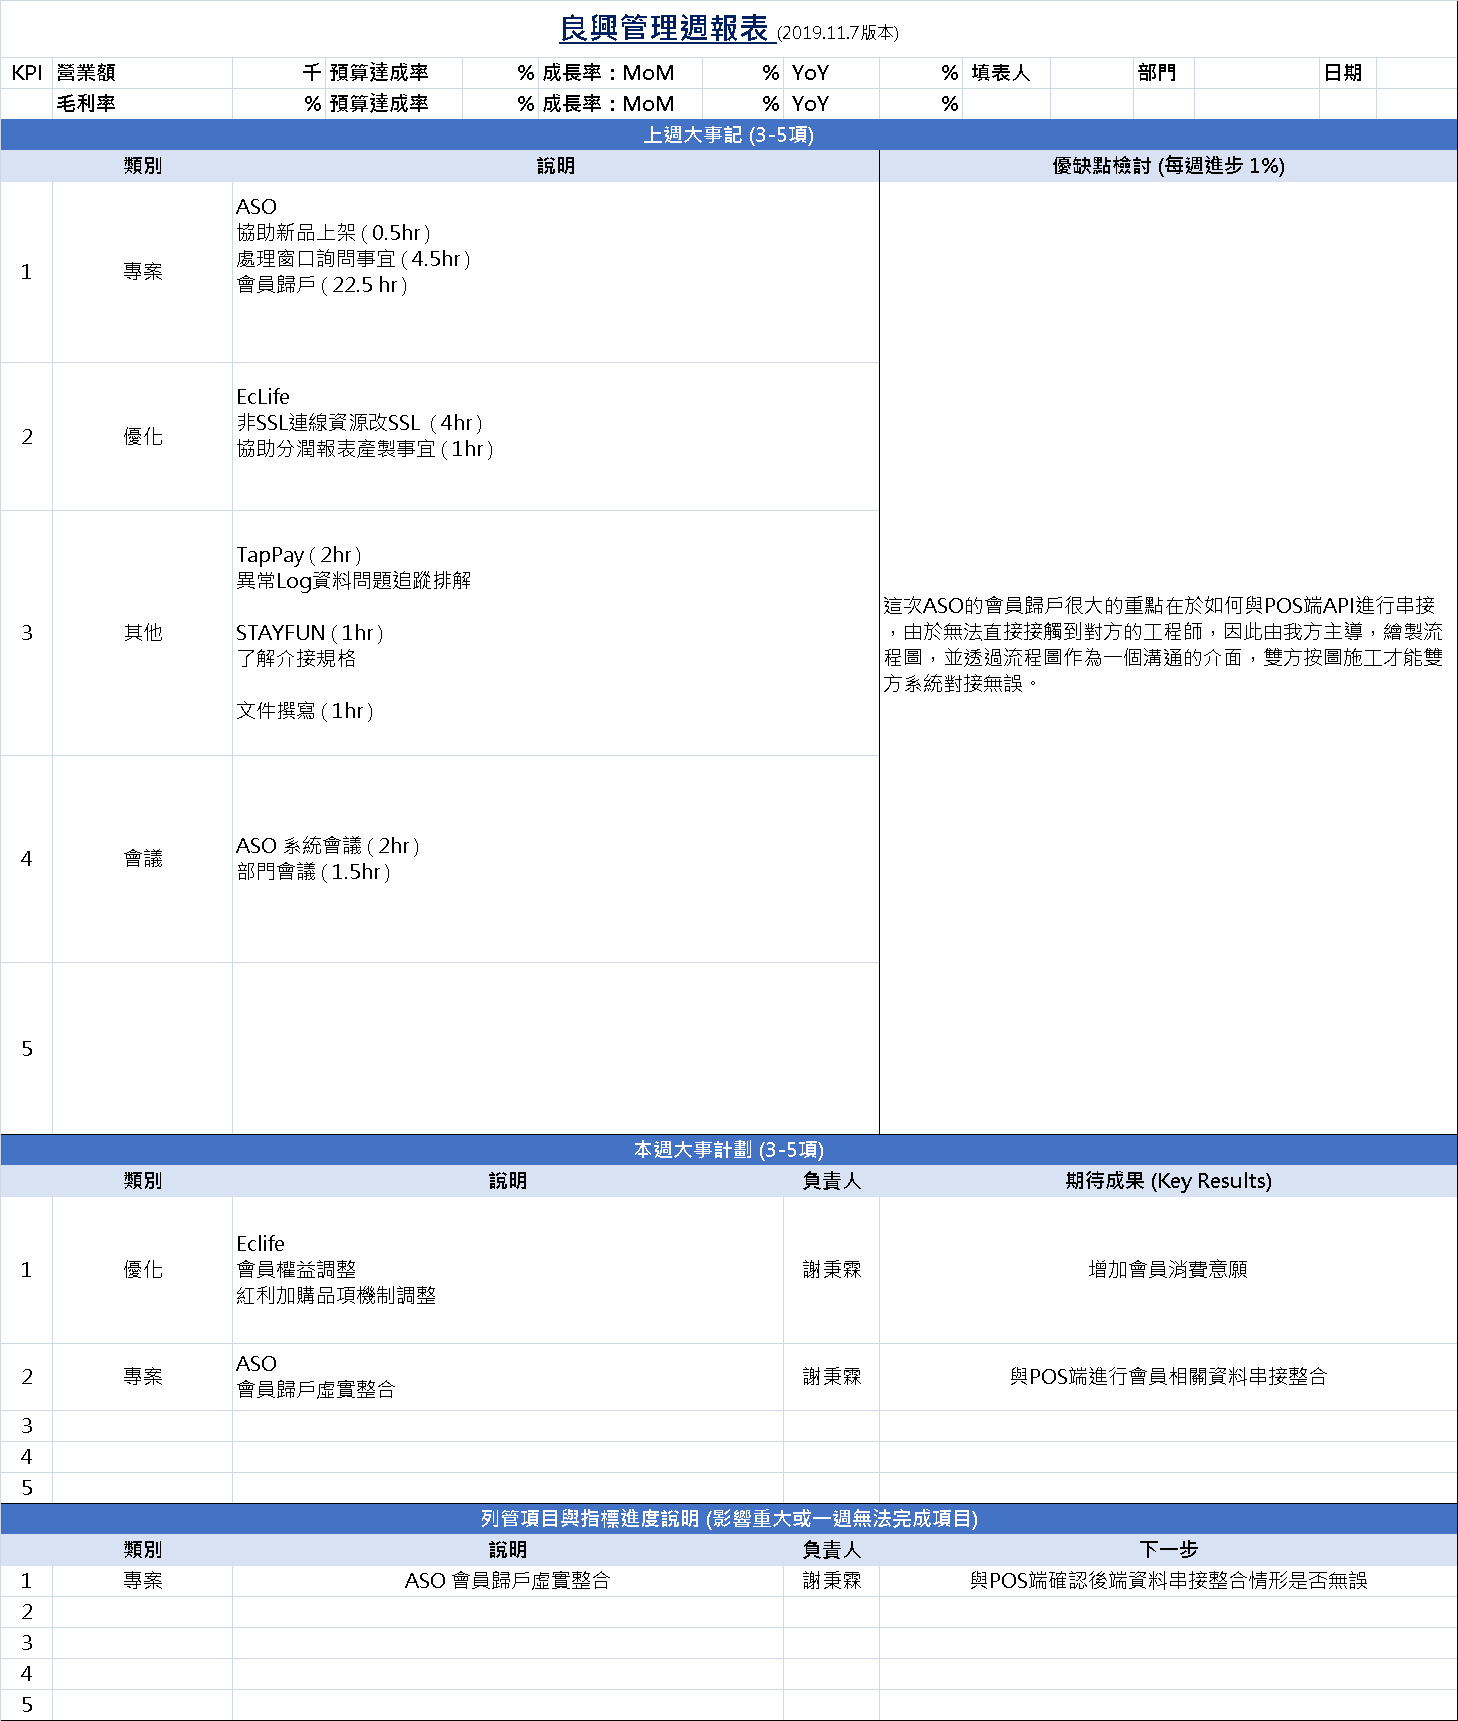 良興管理週報表 (2019.11.7版本)
KPI 營業額 千 預算達成率 % 成長率：MoM % YoY % 填表人 部門 日期
毛利率 % 預算達成率 % 成長率：MoM % YoY %
上週大事記 (3-5項)
類別 說明 優缺點檢討 (每週進步 1%)
1 專案
ASO
協助新品上架 ( 0.5hr )
處理窗口詢問事宜 ( 4.5hr )
會員歸戶 ( 22.5 hr )
2 優化
EcLife
非SSL連線資源改SSL ( 4hr )
協助分潤報表產製事宜 ( 1hr )
3 其他
TapPay ( 2hr )
異常Log資料問題追蹤排解
STAYFUN ( 1hr )
了解介接規格
文件撰寫 ( 1hr )
4 會議
ASO 系統會議 ( 2hr )
部門會議 ( 1.5hr )
5
這次ASO的會員歸戶很大的重點在於如何與POS端API進行串接
，由於無法直接接觸到對方的工程師，因此由我方主導，繪製流
程圖，並透過流程圖作為一個溝通的介面，雙方按圖施工才能雙
方系統對接無誤。
本週大事計劃 (3-5項)
類別 說明 負責人 期待成果 (Key Results)
1 優化
Eclife
會員權益調整
紅利加購品項機制調整
謝秉霖 增加會員消費意願
2 專案
ASO
會員歸戶虛實整合
謝秉霖 與POS端進行會員相關資料串接整合
3
4
5
列管項目與指標進度說明 (影響重大或一週無法完成項目)
類別 說明 負責人 下一步
1 專案 ASO 會員歸戶虛實整合 謝秉霖 與POS端確認後端資料串接整合情形是否無誤
2
3
4
5